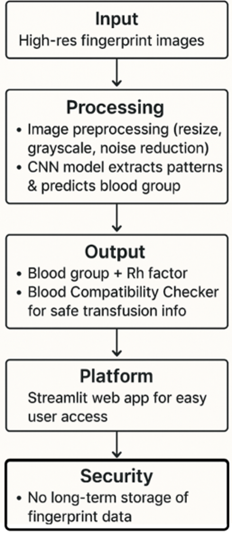 Input
High-res fingerprint images
Processing
• Image preprocessing (resize,
grayscale, noise reduction)
• CNN model extracts patterns
& predicts blood group
Output
• Blood group + Rh factor
• Blood Compatibility Checker
for safe transfusion info
Platform
Streamlit web app for easy
user access
Security
• No long-term storage of
fingerprint data